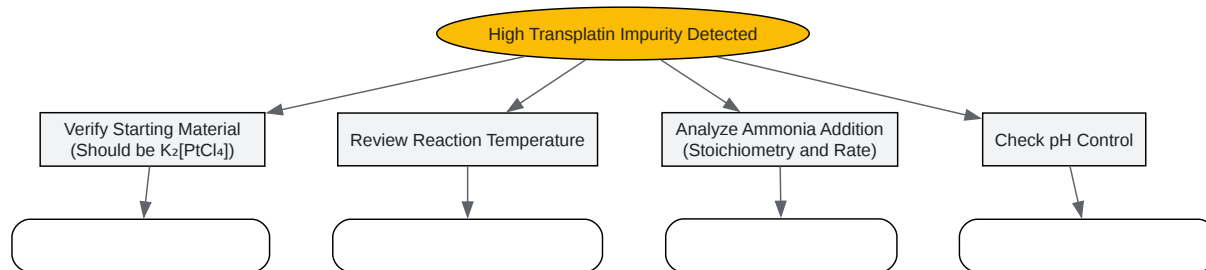 High Transplatin Impurity Detected
Verify Starting Material
(Should be K₂[PtCl₄])
Review Reaction Temperature
Analyze Ammonia Addition
(Stoichiometry and Rate)
Check pH Control